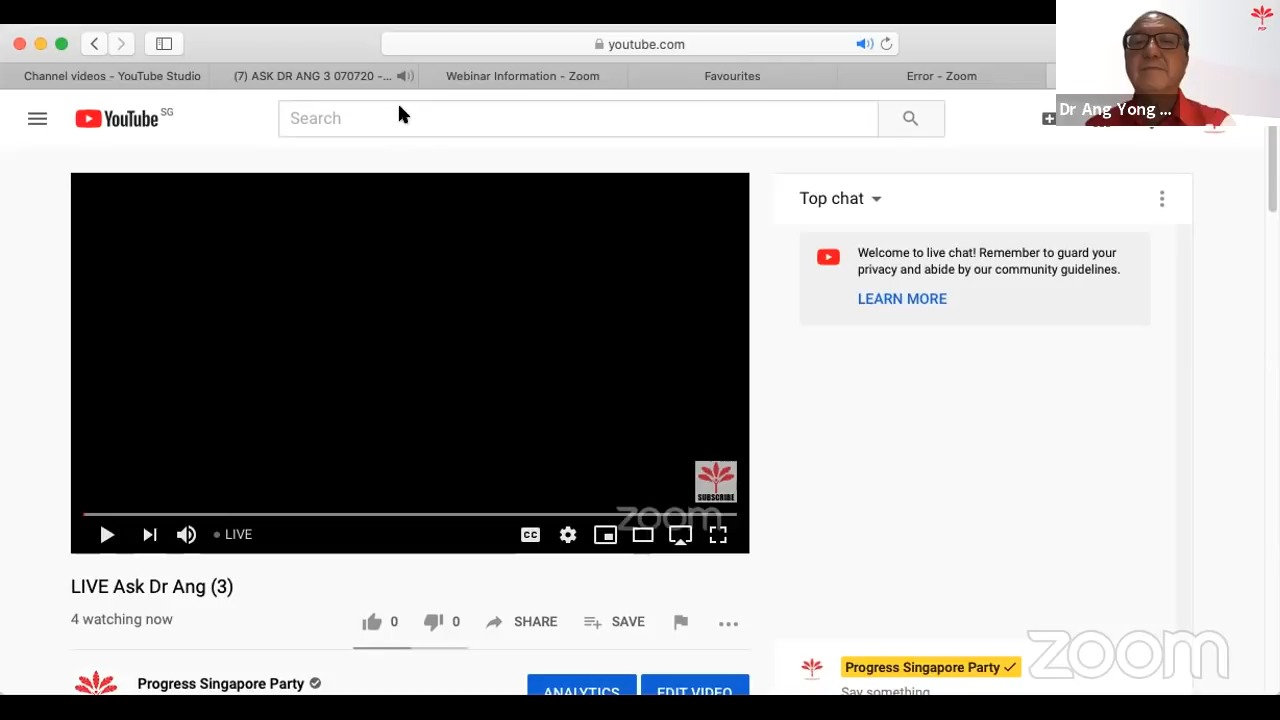 youtube.com
Channel videos - YouTube Studio
(7) ASK DR ANG 3 070720 -...
Webinar Information - Zoom
Favourites
Error - Zoom
PSP
Dr Ang Yong ...
YouTube SG
Search
Top chat
Welcome to live chat! Remember to guard your
privacy and abide by our community guidelines.
LEARN MORE
SUBSCRIBE
zoom
LIVE
CC
LIVE Ask Dr Ang (3)
4 watching now
0
0
SHARE
SAVE
Progress Singapore Party
ANALYTICS
EDIT VIDEO
Progress Singapore Party
Say something...
zoom